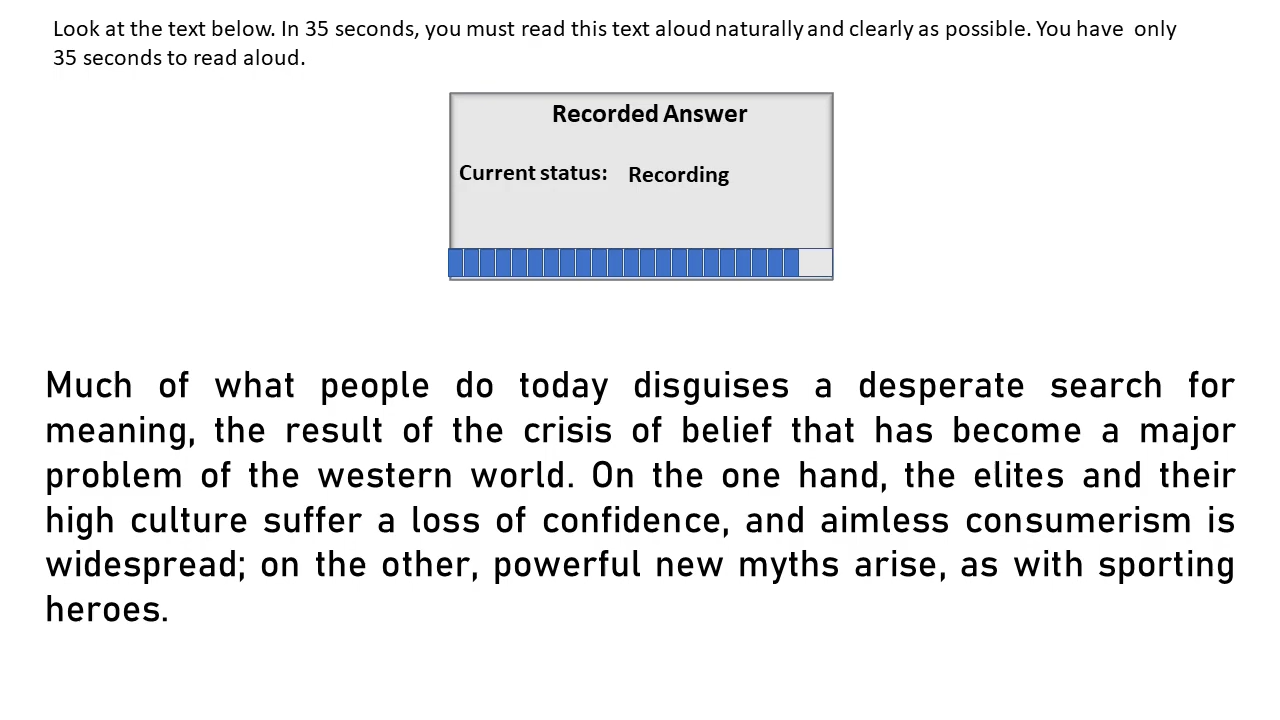 Look at the text below. In 35 seconds, you must read this text aloud naturally and clearly as possible. You have only
35 seconds to read aloud.
Recorded Answer
Current status: Recording
Much of what people do today disguises a desperate search for
meaning, the result of the crisis of belief that has become a major
problem of the western world. On the one hand, the elites and their
high culture suffer a loss of confidence, and aimless consumerism is
widespread; on the other, powerful new myths arise, as with sporting
heroes.